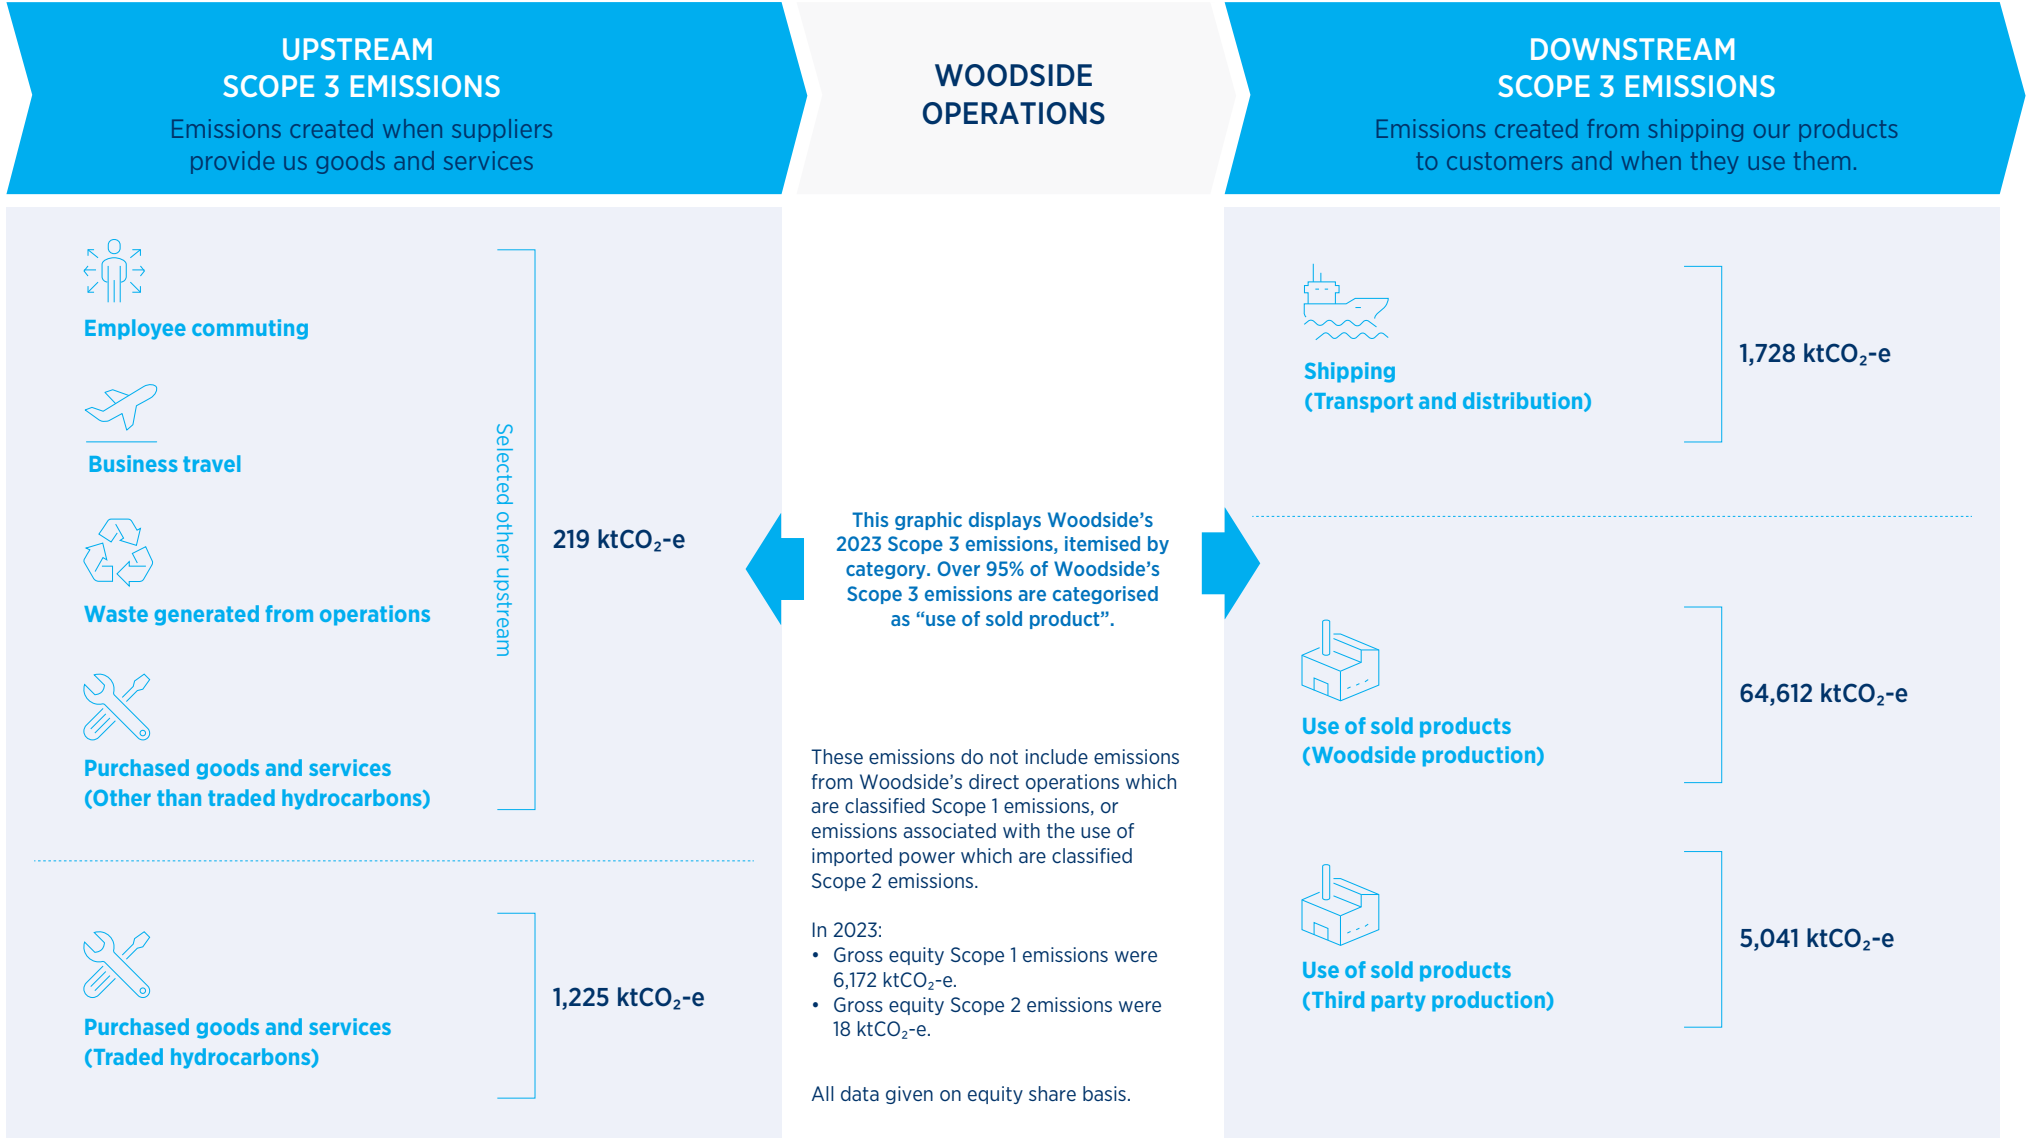 UPSTREAM
SCOPE 3 EMISSIONS
Emissions created when suppliers
provide us goods and services
Employee commuting
Business travel
Waste generated from operations
Purchased goods and services
(Other than traded hydrocarbons)
Selected other upstream
219 ktCO₂-e
Purchased goods and services
(Traded hydrocarbons)
1,225 ktCO₂-e
WOODSIDE
OPERATIONS
This graphic displays Woodside’s
2023 Scope 3 emissions, itemised by
category. Over 95% of Woodside’s
Scope 3 emissions are categorised
as “use of sold product”.
These emissions do not include emissions
from Woodside’s direct operations which
are classified Scope 1 emissions, or
emissions associated with the use of
imported power which are classified
Scope 2 emissions.
In 2023:
• Gross equity Scope 1 emissions were
6,172 ktCO₂-e.
• Gross equity Scope 2 emissions were
18 ktCO₂-e.
All data given on equity share basis.
DOWNSTREAM
SCOPE 3 EMISSIONS
Emissions created from shipping our products
to customers and when they use them.
Shipping
(Transport and distribution)
1,728 ktCO₂-e
Use of sold products
(Woodside production)
64,612 ktCO₂-e
Use of sold products
(Third party production)
5,041 ktCO₂-e